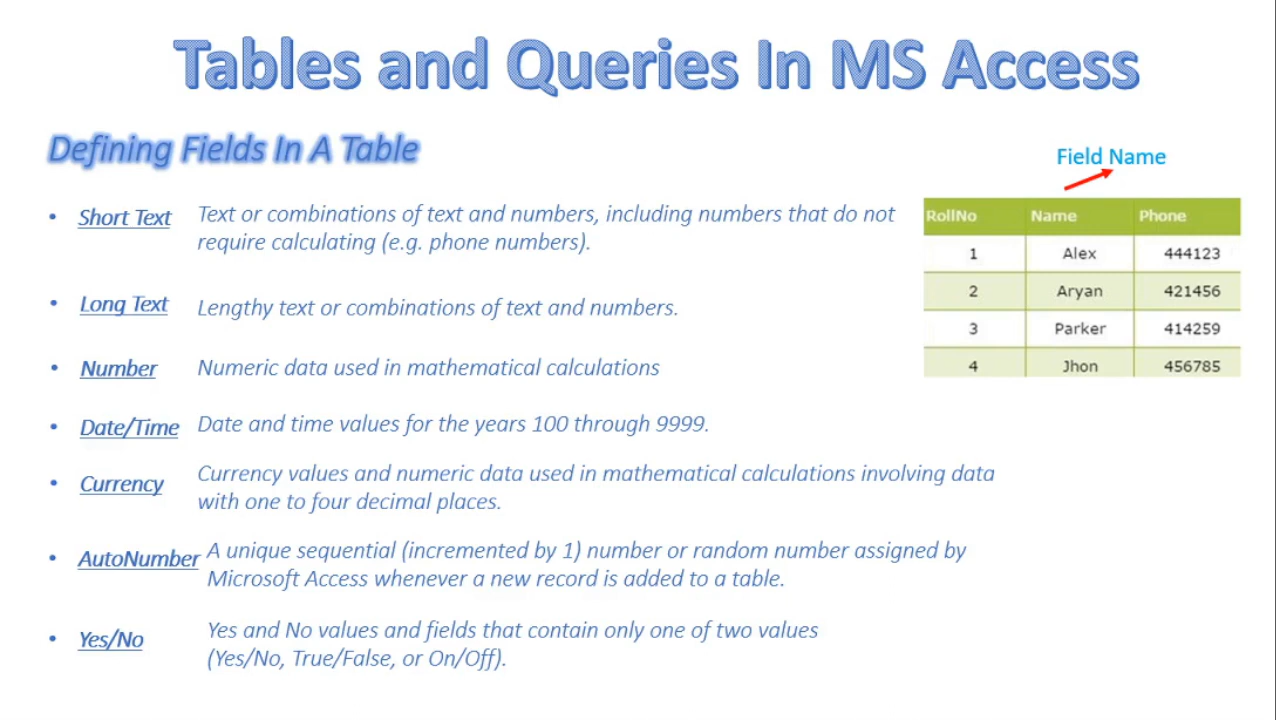 Tables and Queries In MS Access
Defining Fields In A Table
Field Name
• Short Text
Text or combinations of text and numbers, including numbers that do not
require calculating (e.g. phone numbers).
• Long Text
Lengthy text or combinations of text and numbers.
• Number
Numeric data used in mathematical calculations
• Date/Time
Date and time values for the years 100 through 9999.
• Currency
Currency values and numeric data used in mathematical calculations involving data
with one to four decimal places.
• AutoNumber
A unique sequential (incremented by 1) number or random number assigned by
Microsoft Access whenever a new record is added to a table.
• Yes/No
Yes and No values and fields that contain only one of two values
(Yes/No, True/False, or On/Off).
RollNo Name Phone
1 Alex 444123
2 Aryan 421456
3 Parker 414259
4 Jhon 456785